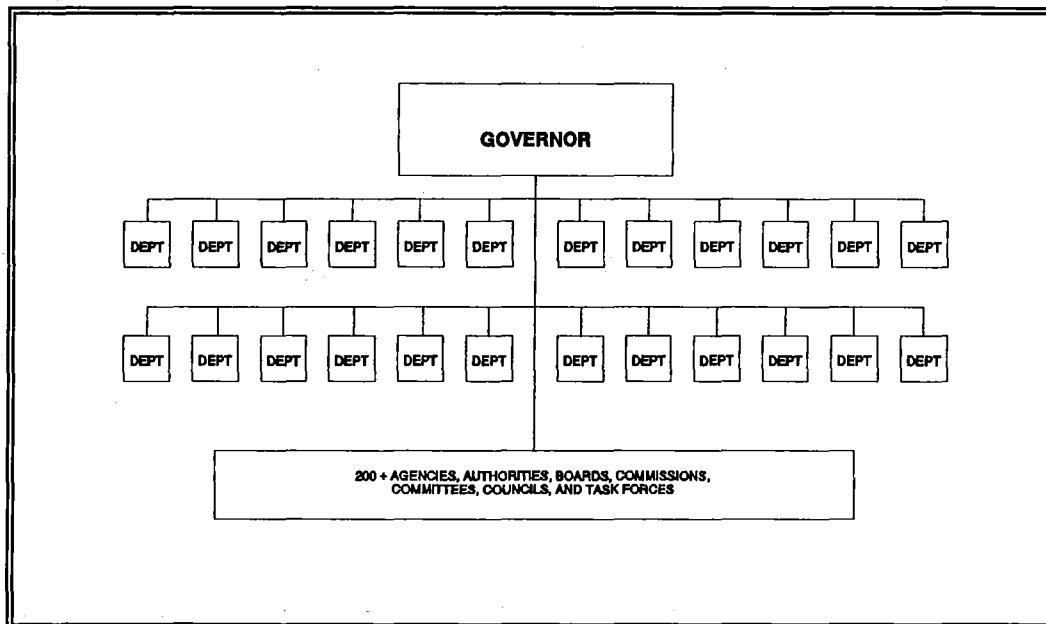 GOVERNOR
DEPT DEPT DEPT DEPT DEPT DEPT DEPT DEPT DEPT DEPT DEPT DEPT
DEPT DEPT DEPT DEPT DEPT DEPT DEPT DEPT DEPT DEPT DEPT DEPT
200 + AGENCIES, AUTHORITIES, BOARDS, COMMISSIONS,
COMMITTEES, COUNCILS, AND TASK FORCES